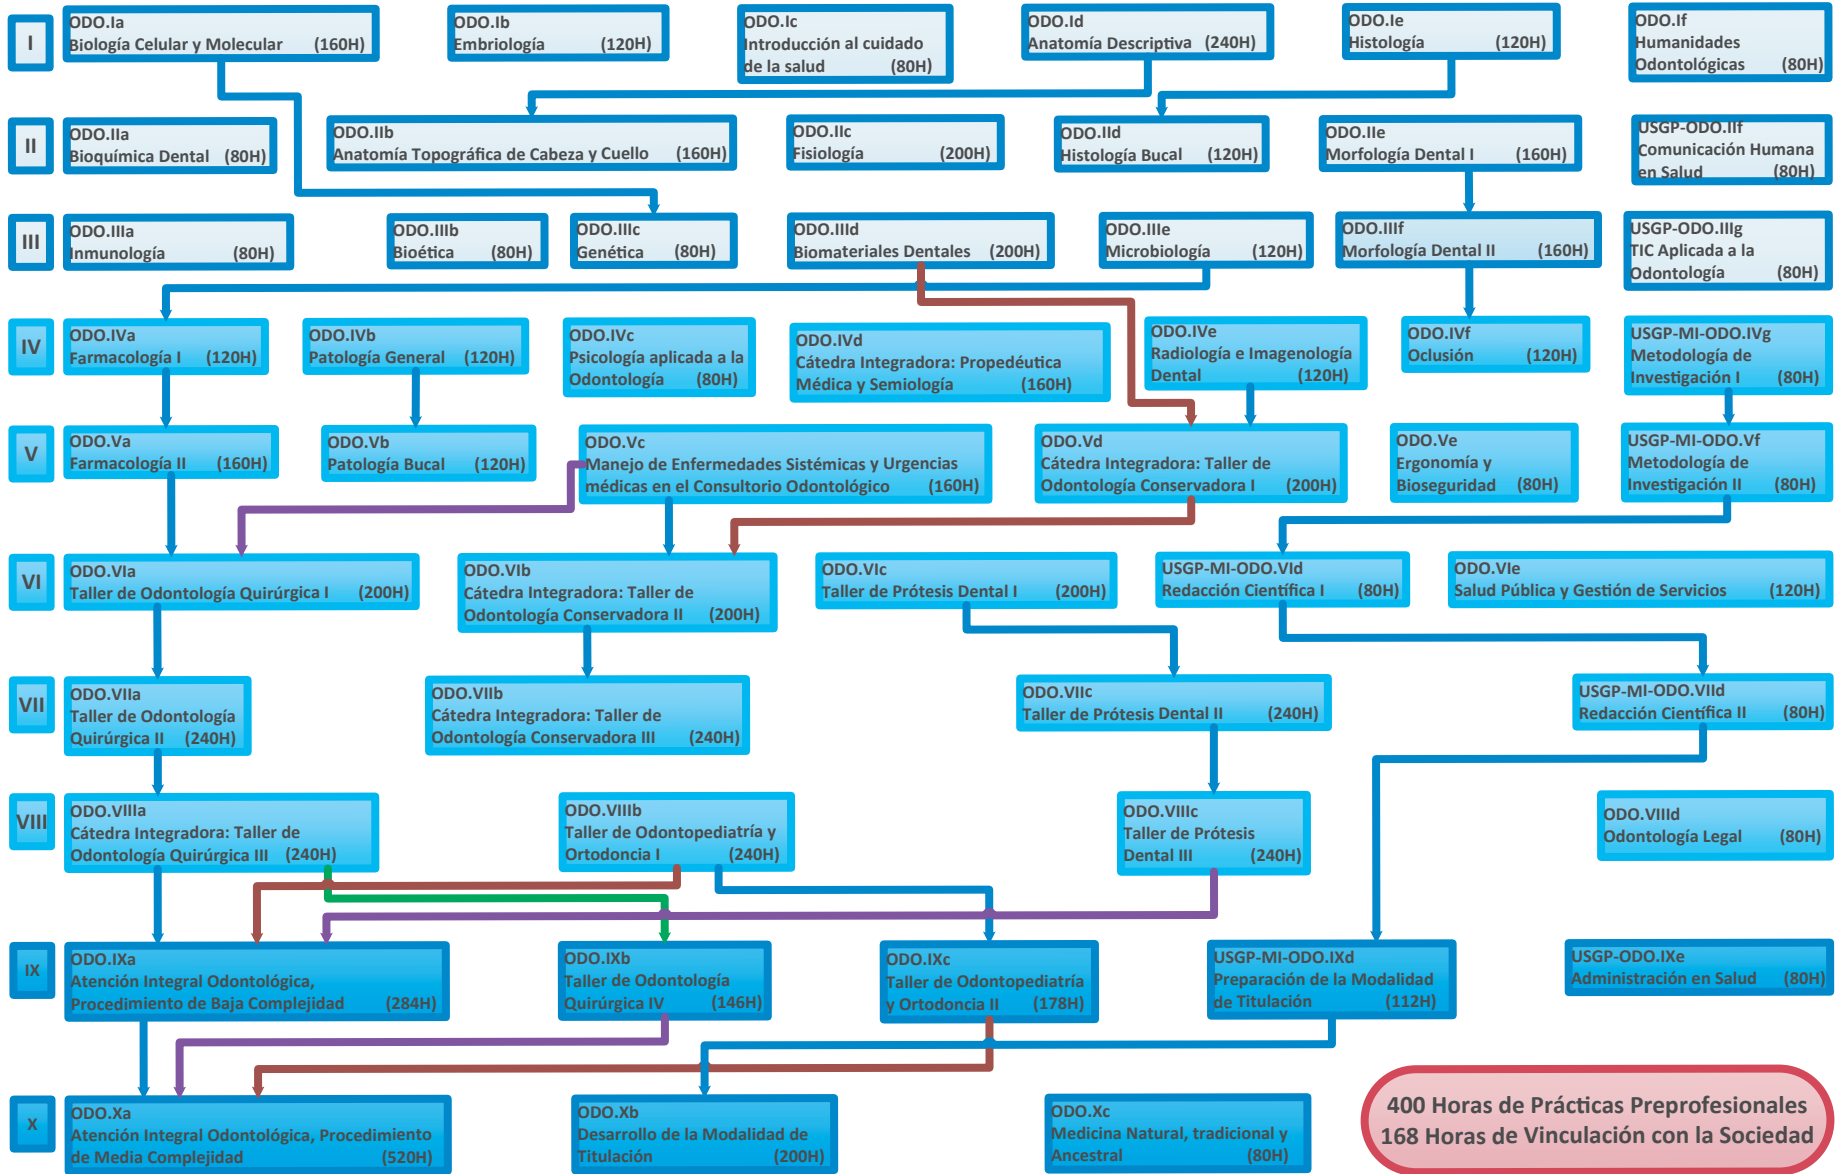 I
ODO.Ia
Biología Celular y Molecular (160H)
ODO.Ib
Embriología (120H)
ODO.Ic
Introducción al cuidado
de la salud (80H)
ODO.Id
Anatomía Descriptiva (240H)
ODO.Ie
Histología (120H)
ODO.If
Humanidades
Odontológicas (80H)
II
ODO.IIa
Bioquímica Dental (80H)
ODO.IIb
Anatomía Topográfica de Cabeza y Cuello (160H)
ODO.IIc
Fisiología (200H)
ODO.IId
Histología Bucal (120H)
ODO.IIe
Morfología Dental I (160H)
USGP-ODO.IIf
Comunicación Humana
en Salud (80H)
III
ODO.IIIa
Inmunología (80H)
ODO.IIIb
Bioética (80H)
ODO.IIIc
Genética (80H)
ODO.IIId
Biomateriales Dentales (200H)
ODO.IIIe
Microbiología (120H)
ODO.IIIf
Morfología Dental II (160H)
USGP-ODO.IIIg
TIC Aplicada a la
Odontología (80H)
IV
ODO.IVa
Farmacología I (120H)
ODO.IVb
Patología General (120H)
ODO.IVc
Psicología aplicada a la
Odontología (80H)
ODO.IVd
Cátedra Integradora: Propedéutica
Médica y Semiología (160H)
ODO.IVe
Radiología e Imagenología
Dental (120H)
ODO.IVf
Oclusión (120H)
USGP-MI-ODO.IVg
Metodología de
Investigación I (80H)
V
ODO.Va
Farmacología II (160H)
ODO.Vb
Patología Bucal (120H)
ODO.Vc
Manejo de Enfermedades Sistémicas y Urgencias
médicas en el Consultorio Odontológico (160H)
ODO.Vd
Cátedra Integradora: Taller de
Odontología Conservadora I (200H)
ODO.Ve
Ergonomía y
Bioseguridad (80H)
USGP-MI-ODO.Vf
Metodología de
Investigación II (80H)
VI
ODO.VIa
Taller de Odontología Quirúrgica I (200H)
ODO.VIb
Cátedra Integradora: Taller de
Odontología Conservadora II (200H)
ODO.VIc
Taller de Prótesis Dental I (200H)
USGP-MI-ODO.VId
Redacción Científica I (80H)
ODO.VIe
Salud Pública y Gestión de Servicios (120H)
VII
ODO.VIIa
Taller de Odontología
Quirúrgica II (240H)
ODO.VIIb
Cátedra Integradora: Taller de
Odontología Conservadora III (240H)
ODO.VIIc
Taller de Prótesis Dental II (240H)
USGP-MI-ODO.VIId
Redacción Científica II (80H)
VIII
ODO.VIIIa
Cátedra Integradora: Taller de
Odontología Quirúrgica III (240H)
ODO.VIIIb
Taller de Odontopediatría y
Ortodoncia I (240H)
ODO.VIIIc
Taller de Prótesis
Dental III (240H)
ODO.VIIId
Odontología Legal (80H)
IX
ODO.IXa
Atención Integral Odontológica,
Procedimiento de Baja Complejidad (284H)
ODO.IXb
Taller de Odontología
Quirúrgica IV (146H)
ODO.IXc
Taller de Odontopediatría
y Ortodoncia II (178H)
USGP-MI-ODO.IXd
Preparación de la Modalidad
de Titulación (112H)
USGP-ODO.IXe
Administración en Salud (80H)
X
ODO.Xa
Atención Integral Odontológica, Procedimiento
de Media Complejidad (520H)
ODO.Xb
Desarrollo de la Modalidad de
Titulación (200H)
ODO.Xc
Medicina Natural, tradicional y
Ancestral (80H)
400 Horas de Prácticas Preprofesionales
168 Horas de Vinculación con la Sociedad